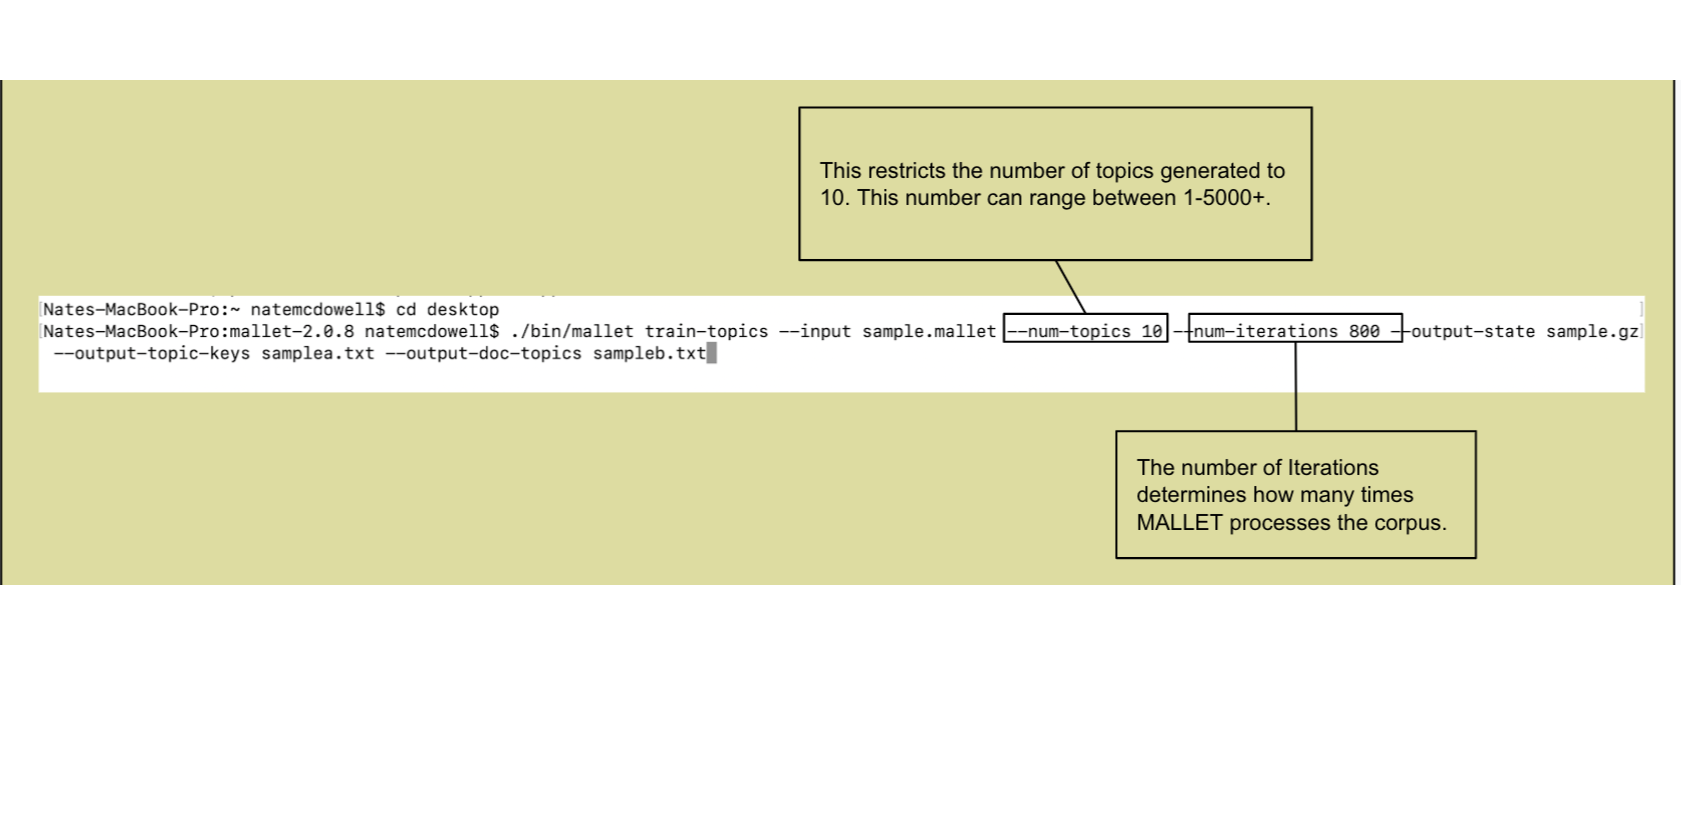 This restricts the number of topics generated to
10. This number can range between 1-5000+.
[Nates-MacBook-Pro:~ natemcdowell$ cd desktop ]
[Nates-MacBook-Pro:mallet-2.0.8 natemcdowell$ ./bin/mallet train-topics --input sample.mallet --num-topics 10 --num-iterations 800 --output-state sample.gz]
--output-topic-keys samplea.txt --output-doc-topics sampleb.txt
The number of Iterations
determines how many times
MALLET processes the corpus.